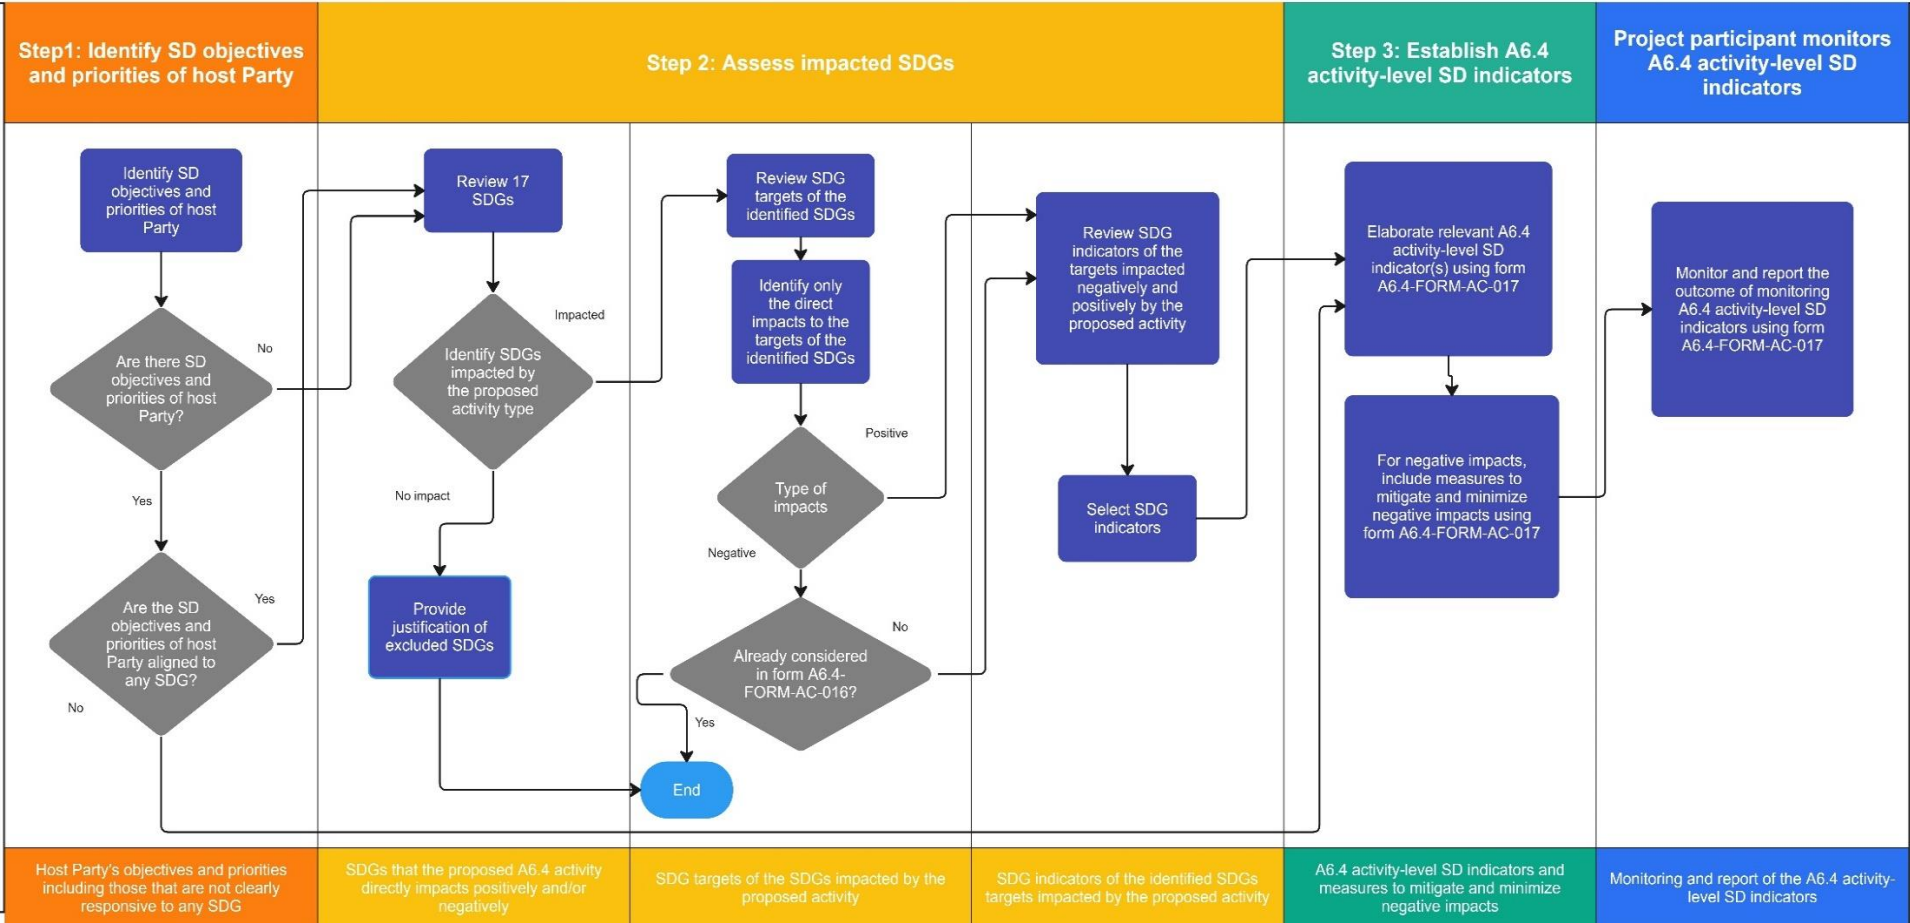 Step1: Identify SD objectives
and priorities of host Party
Step 2: Assess impacted SDGs
Step 3: Establish A6.4
activity-level SD indicators
Project participant monitors
A6.4 activity-level SD
indicators
Identify SD
objectives and
priorities of host
Party
Are there SD
objectives and
priorities of host
Party?
No
Yes
Are the SD
objectives and
priorities of host
Party aligned to
any SDG?
Yes
No
Review 17
SDGs
Identify SDGs
impacted by
the proposed
activity type
Impacted
No impact
Provide
justification of
excluded SDGs
Review SDG
targets of the
identified SDGs
Identify only
the direct
impacts to the
targets of the
identified SDGs
Type of
impacts
Positive
Negative
Already considered
in form A6.4-
FORM-AC-016?
No
Yes
End
Review SDG
indicators of the
targets impacted
negatively and
positively by the
proposed activity
Select SDG
indicators
Elaborate relevant A6.4
activity-level SD
indicator(s) using form
A6.4-FORM-AC-017
For negative impacts,
include measures to
mitigate and minimize
negative impacts using
form A6.4-FORM-AC-017
Monitor and report the
outcome of monitoring
A6.4 activity-level SD
indicators using form
A6.4-FORM-AC-017
Host Party's objectives and priorities
including those that are not clearly
responsive to any SDG
SDGs that the proposed A6.4 activity
directly impacts positively and/or
negatively
SDG targets of the SDGs impacted by the
proposed activity
SDG indicators of the identified SDGs
targets impacted by the proposed activity
A6.4 activity-level SD indicators and
measures to mitigate and minimize
negative impacts
Monitoring and report of the A6.4 activity-
level SD indicators